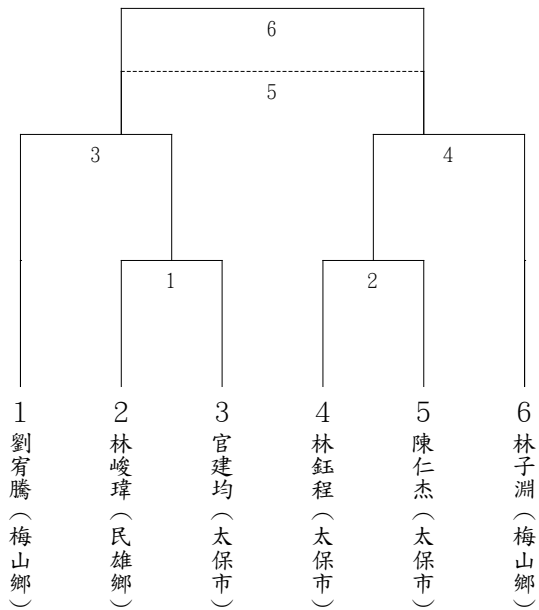 6
5
3
4
1
2
1
劉宥騰(梅山鄉)
2
林峻瑋(民雄鄉)
3
官建均(太保市)
4
林鈺程(太保市)
5
陳仁杰(太保市)
6
林子淵(梅山鄉)